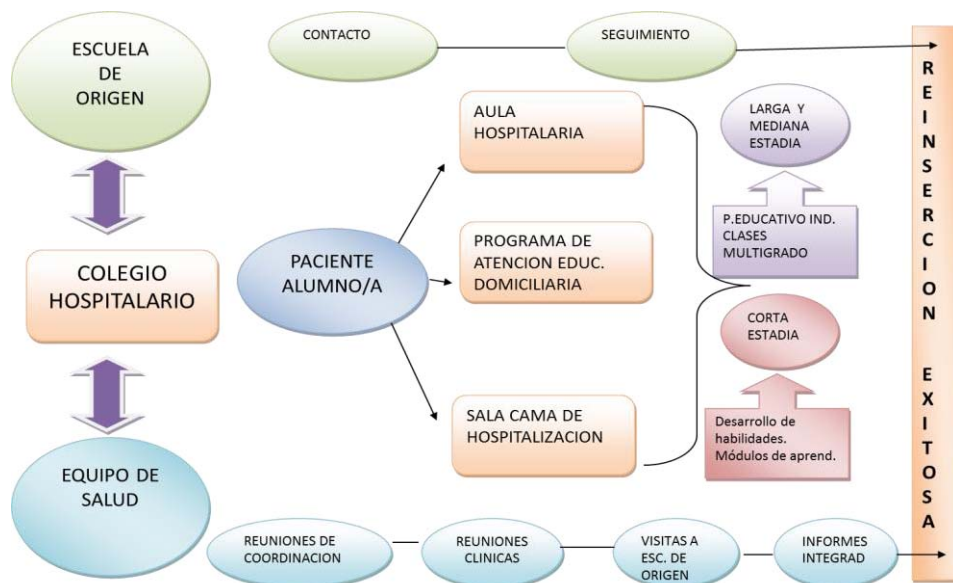 ESCUELA
DE
ORIGEN
COLEGIO
HOSPITALARIO
EQUIPO DE
SALUD
CONTACTO
SEGUIMIENTO
PACIENTE
ALUMNO/A
AULA
HOSPITALARIA
PROGRAMA DE
ATENCION EDUC.
DOMICILIARIA
SALA CAMA DE
HOSPITALIZACION
LARGA Y
MEDIANA
ESTADIA
P.EDUCATIVO IND.
CLASES
MULTIGRADO
CORTA
ESTADIA
Desarrollo de
habilidades.
Módulos de aprend.
REUNIONES DE
COORDINACION
REUNIONES
CLINICAS
VISITAS A
ESC. DE
ORIGEN
INFORMES
INTEGRAD
REINSERCION EXITOSA